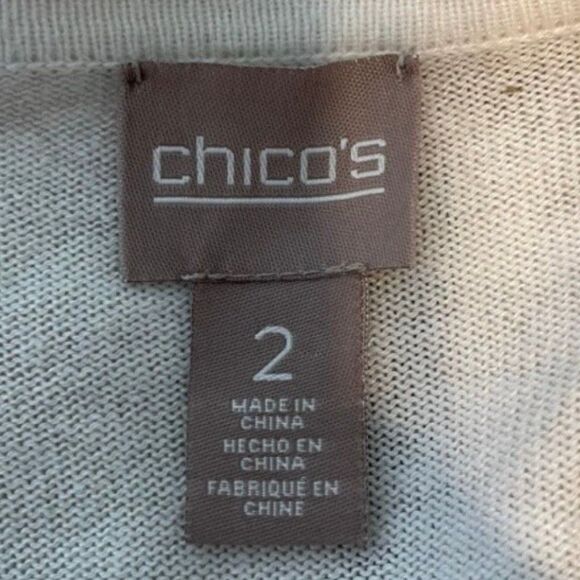 chico's
2
MADE IN
CHINA
HECHO EN
CHINA
FABRIQUÉ EN
CHINE